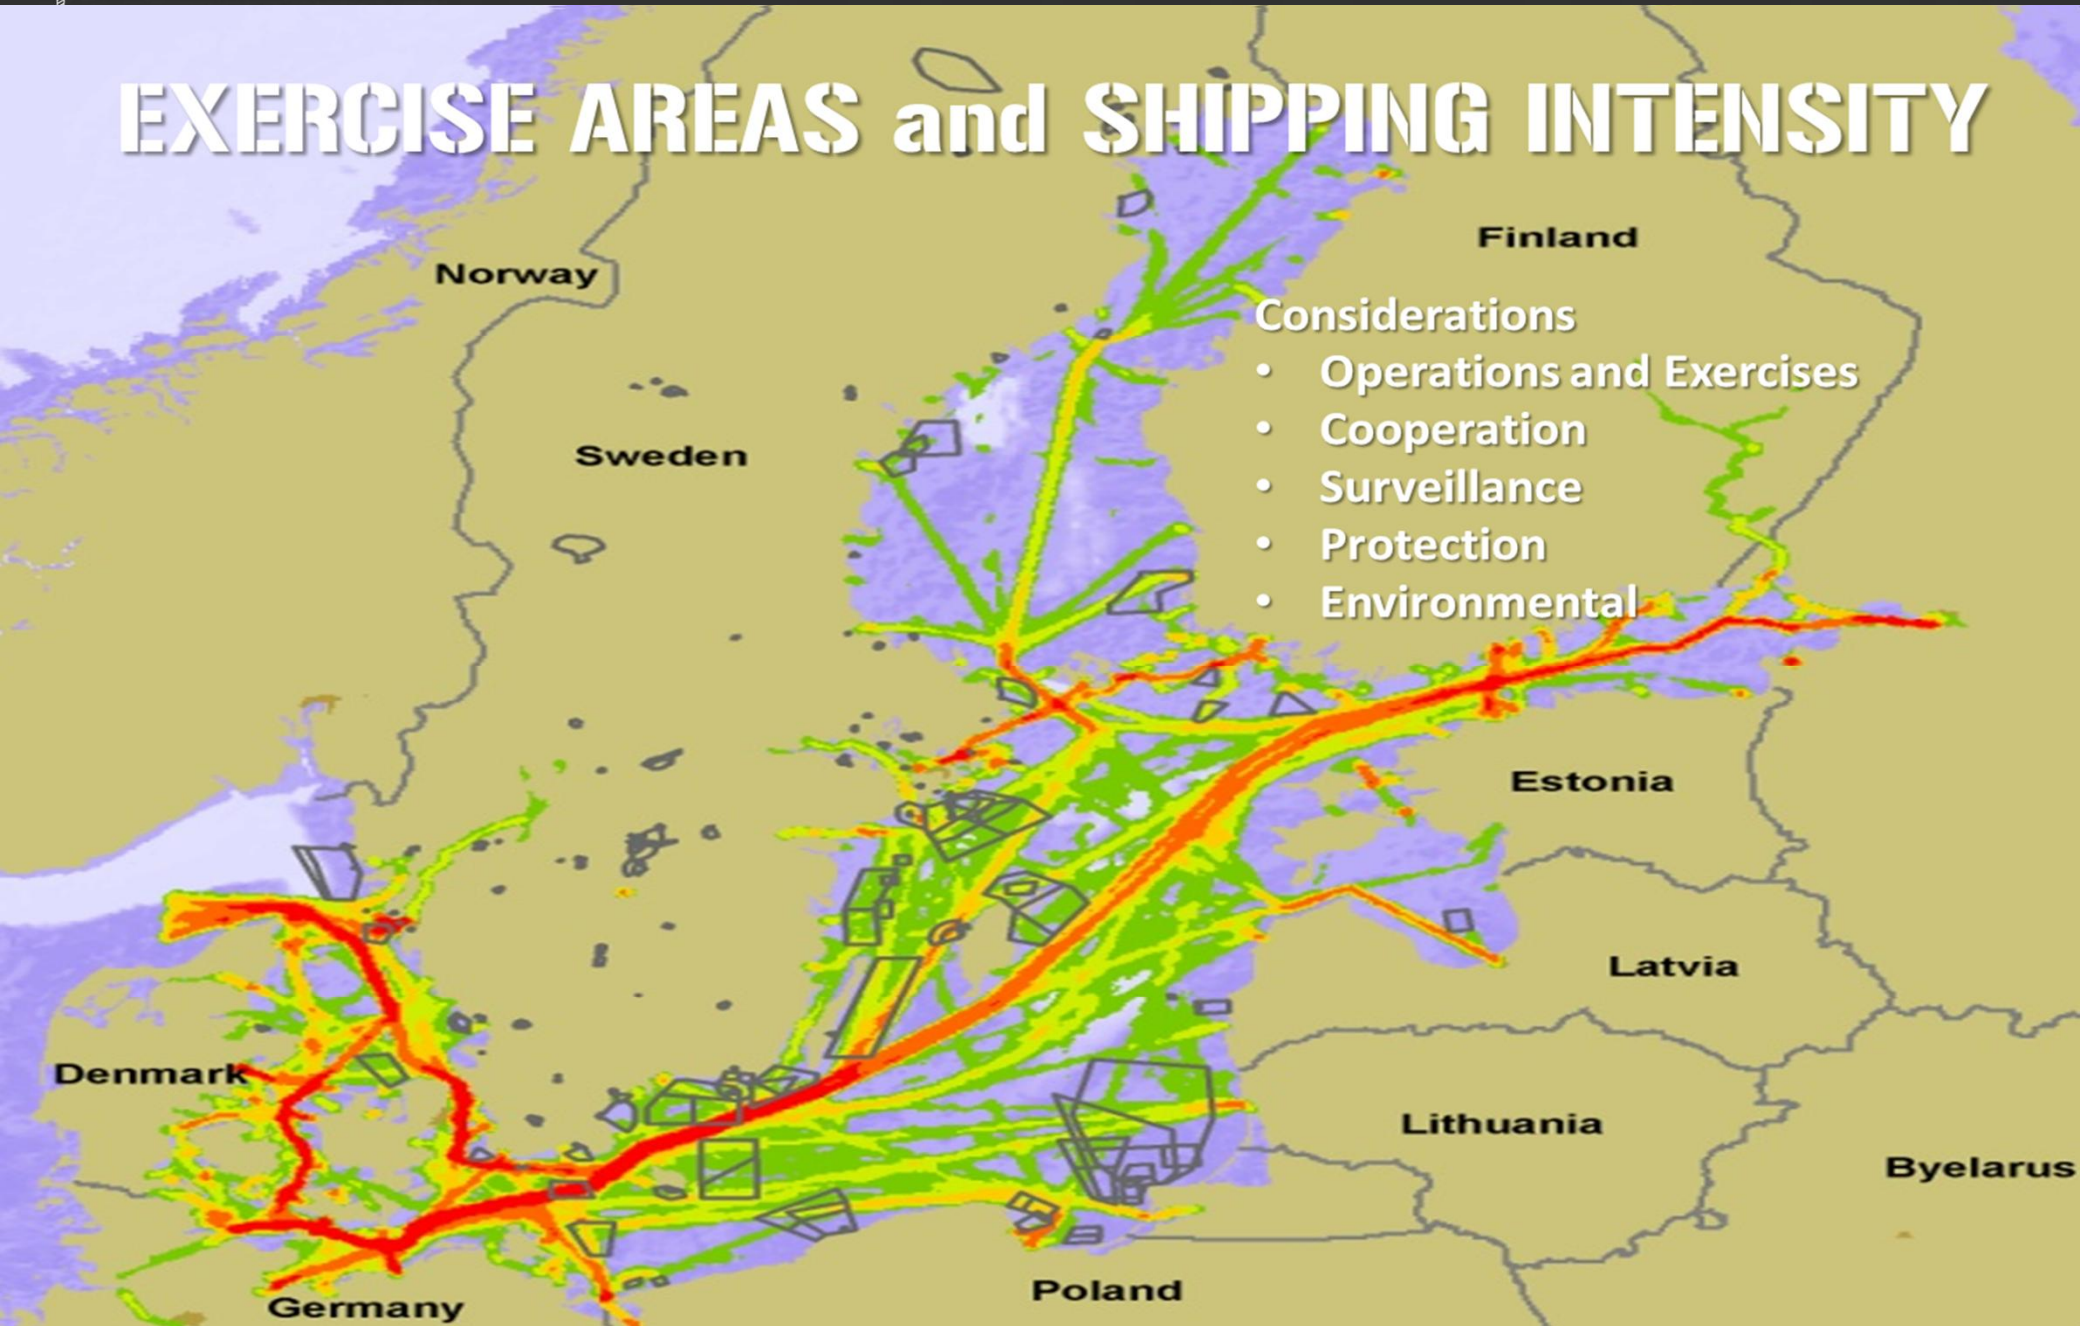 EXERCISE AREAS and SHIPPING INTENSITY
Finland
Norway
Considerations
• Operations and Exercises
• Cooperation
Sweden
• Surveillance
• Protection
• Environmental
Estonia
Latvia
Denmark
Lithuania
Byelarus
Poland
Germany